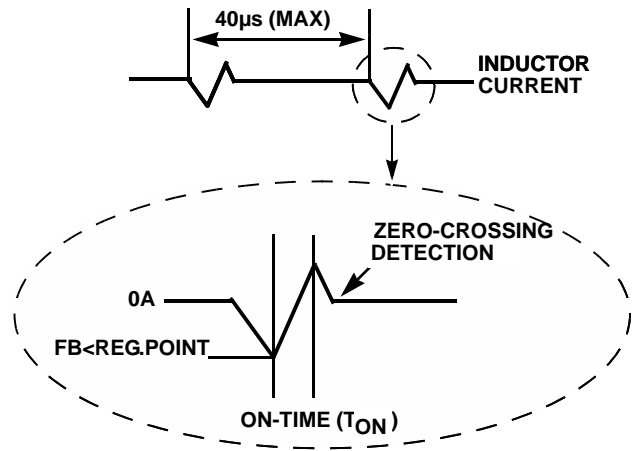 40µs (MAX)
INDUCTOR
CURRENT
ZERO-CROSSING
DETECTION
0A
FB<REG.POINT
ON-TIME (TON)